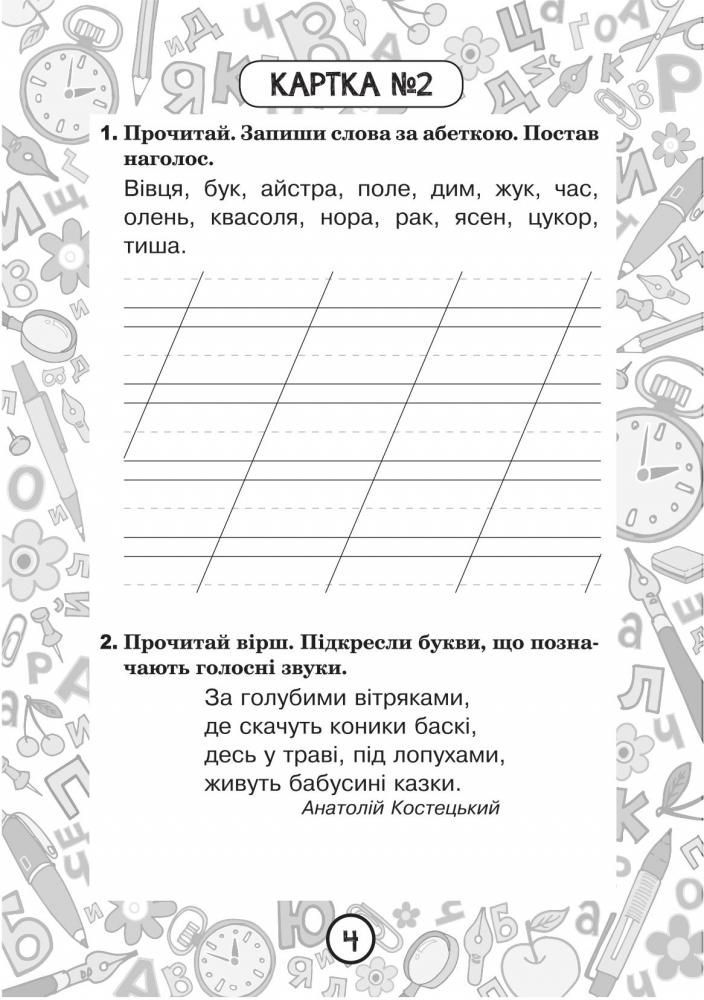 КАРТКА №2
1. Прочитай. Запиши слова за абеткою. Постав
наголос.
Вівця, бук, айстра, поле, дим, жук, час,
олень, квасоля, нора, рак, ясен, цукор,
тиша.
2. Прочитай вірш. Підкресли букви, що позна-
чають голосні звуки.
За голубими вітряками,
де скачуть коники баскі,
десь у траві, під лопухами,
живуть бабусині казки.
Анатолій Костецький
4